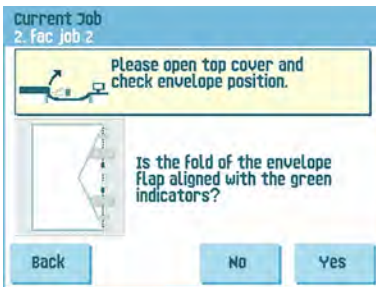 Current Job
2. Fac job 2
Please open top cover and
check envelope position.
Is the fold of the envelope
flap aligned with the green
indicators?
Back
No
Yes